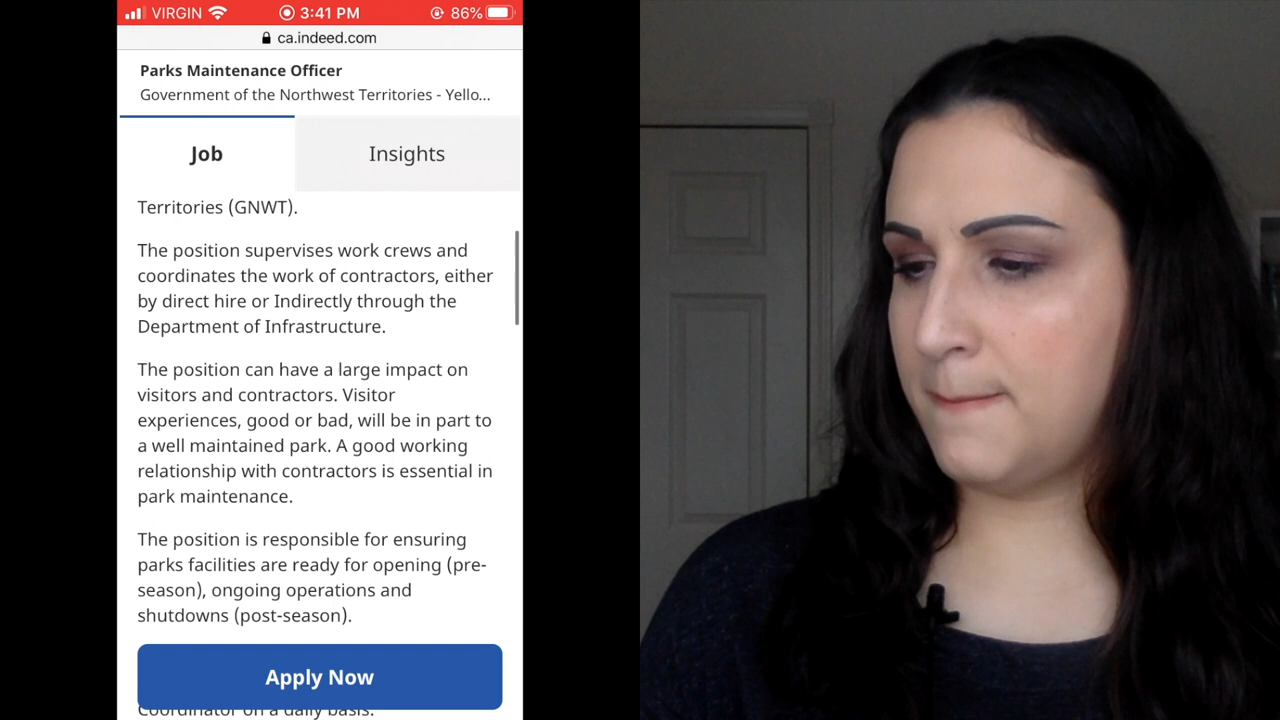 VIRGIN 3:41 PM 86%
ca.indeed.com
Parks Maintenance Officer
Government of the Northwest Territories - Yello...
Job Insights
Territories (GNWT).
The position supervises work crews and
coordinates the work of contractors, either
by direct hire or Indirectly through the
Department of Infrastructure.
The position can have a large impact on
visitors and contractors. Visitor
experiences, good or bad, will be in part to
a well maintained park. A good working
relationship with contractors is essential in
park maintenance.
The position is responsible for ensuring
parks facilities are ready for opening (pre-
season), ongoing operations and
shutdowns (post-season).
Apply Now
Coordinator on a daily basis.